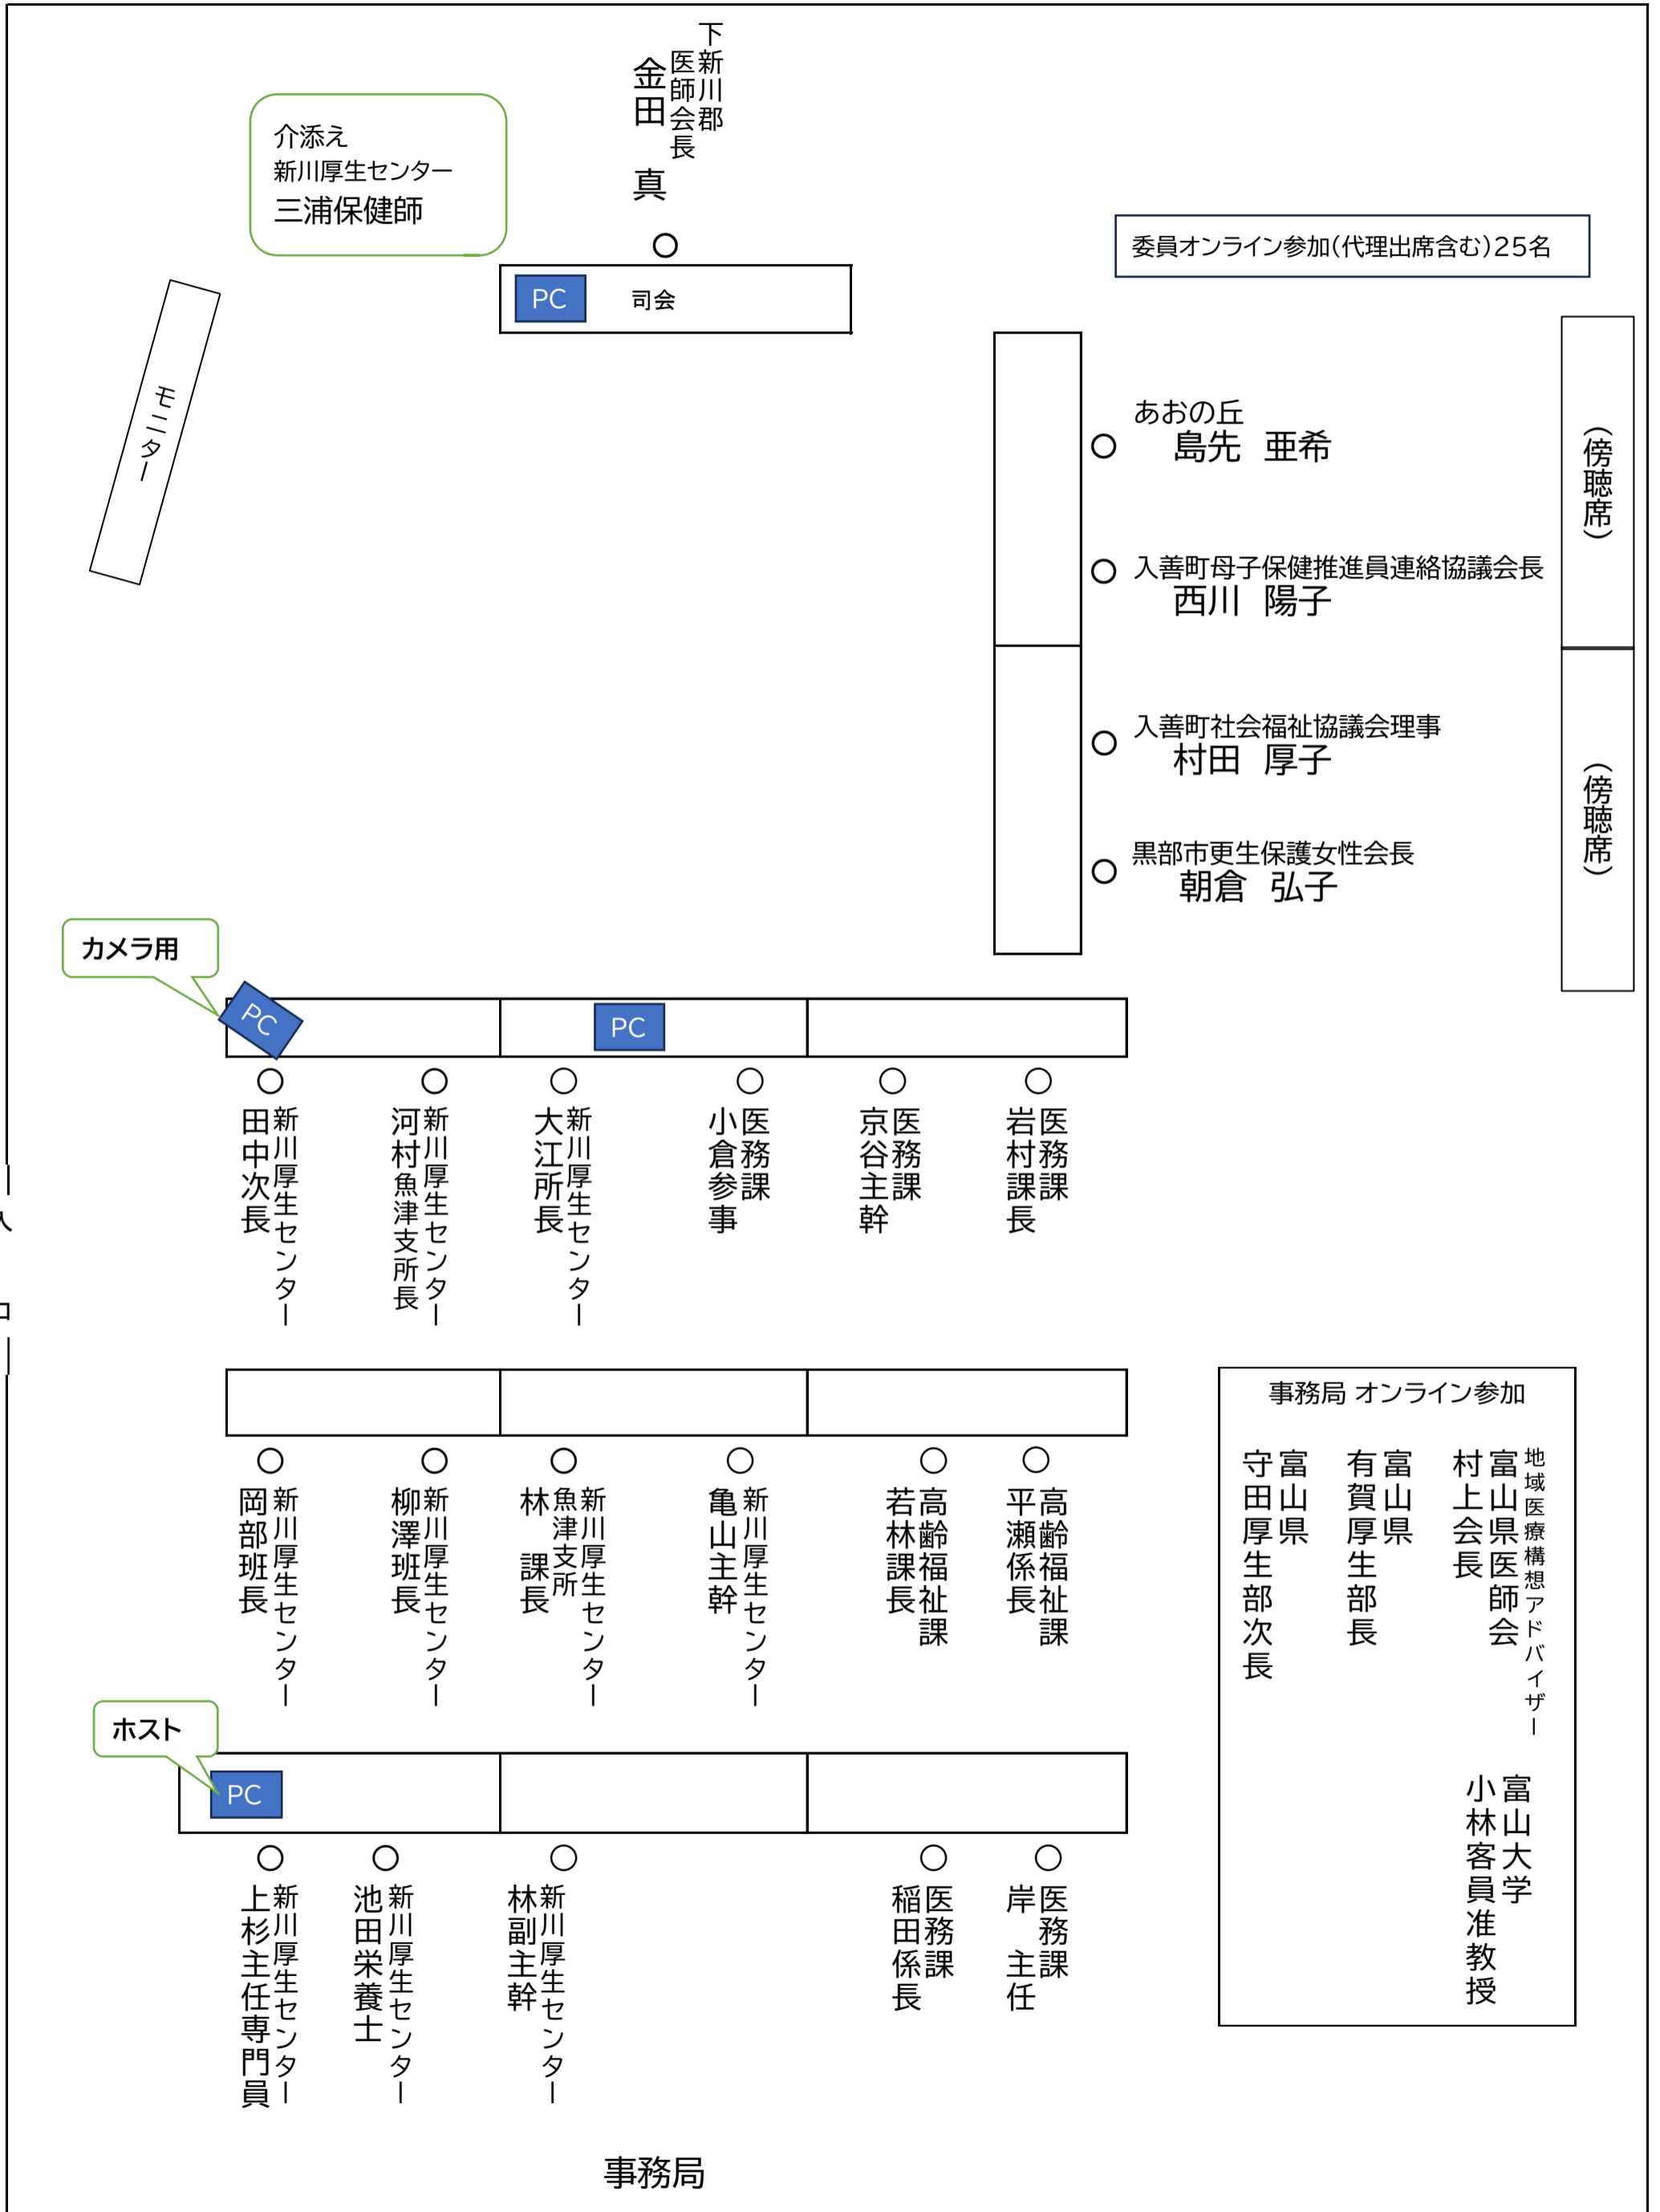 下新川郡
医師会長
金田　真
介添え
新川厚生センター
三浦保健師
委員オンライン参加(代理出席含む)25名
PC
司会
モニター
あおの丘
島先　亜希
入善町母子保健推進員連絡協議会長
西川　陽子
入善町社会福祉協議会理事
村田　厚子
黒部市更生保護女性会長
朝倉　弘子
(傍聴席)
(傍聴席)
カメラ用
PC
PC
医務課
岩村課長
医務課
京谷主幹
医務課
小倉参事
新川厚生センター
大江所長
新川厚生センター
河村魚津支所長
新川厚生センター
田中次長
入口
高齢福祉課
平瀬係長
高齢福祉課
若林課長
新川厚生センター
亀山主幹
新川厚生センター
魚津支所
林　課長
新川厚生センター
柳澤班長
新川厚生センター
岡部班長
事務局 オンライン参加
地域医療構想アドバイザー
富山県医師会
村上会長
富山大学
小林客員准教授
富山県
有賀厚生部長
富山県
守田厚生部次長
ホスト
PC
医務課
岸　主任
医務課
稲田係長
新川厚生センター
林副主幹
新川厚生センター
池田栄養士
新川厚生センター
上杉主任専門員
事務局